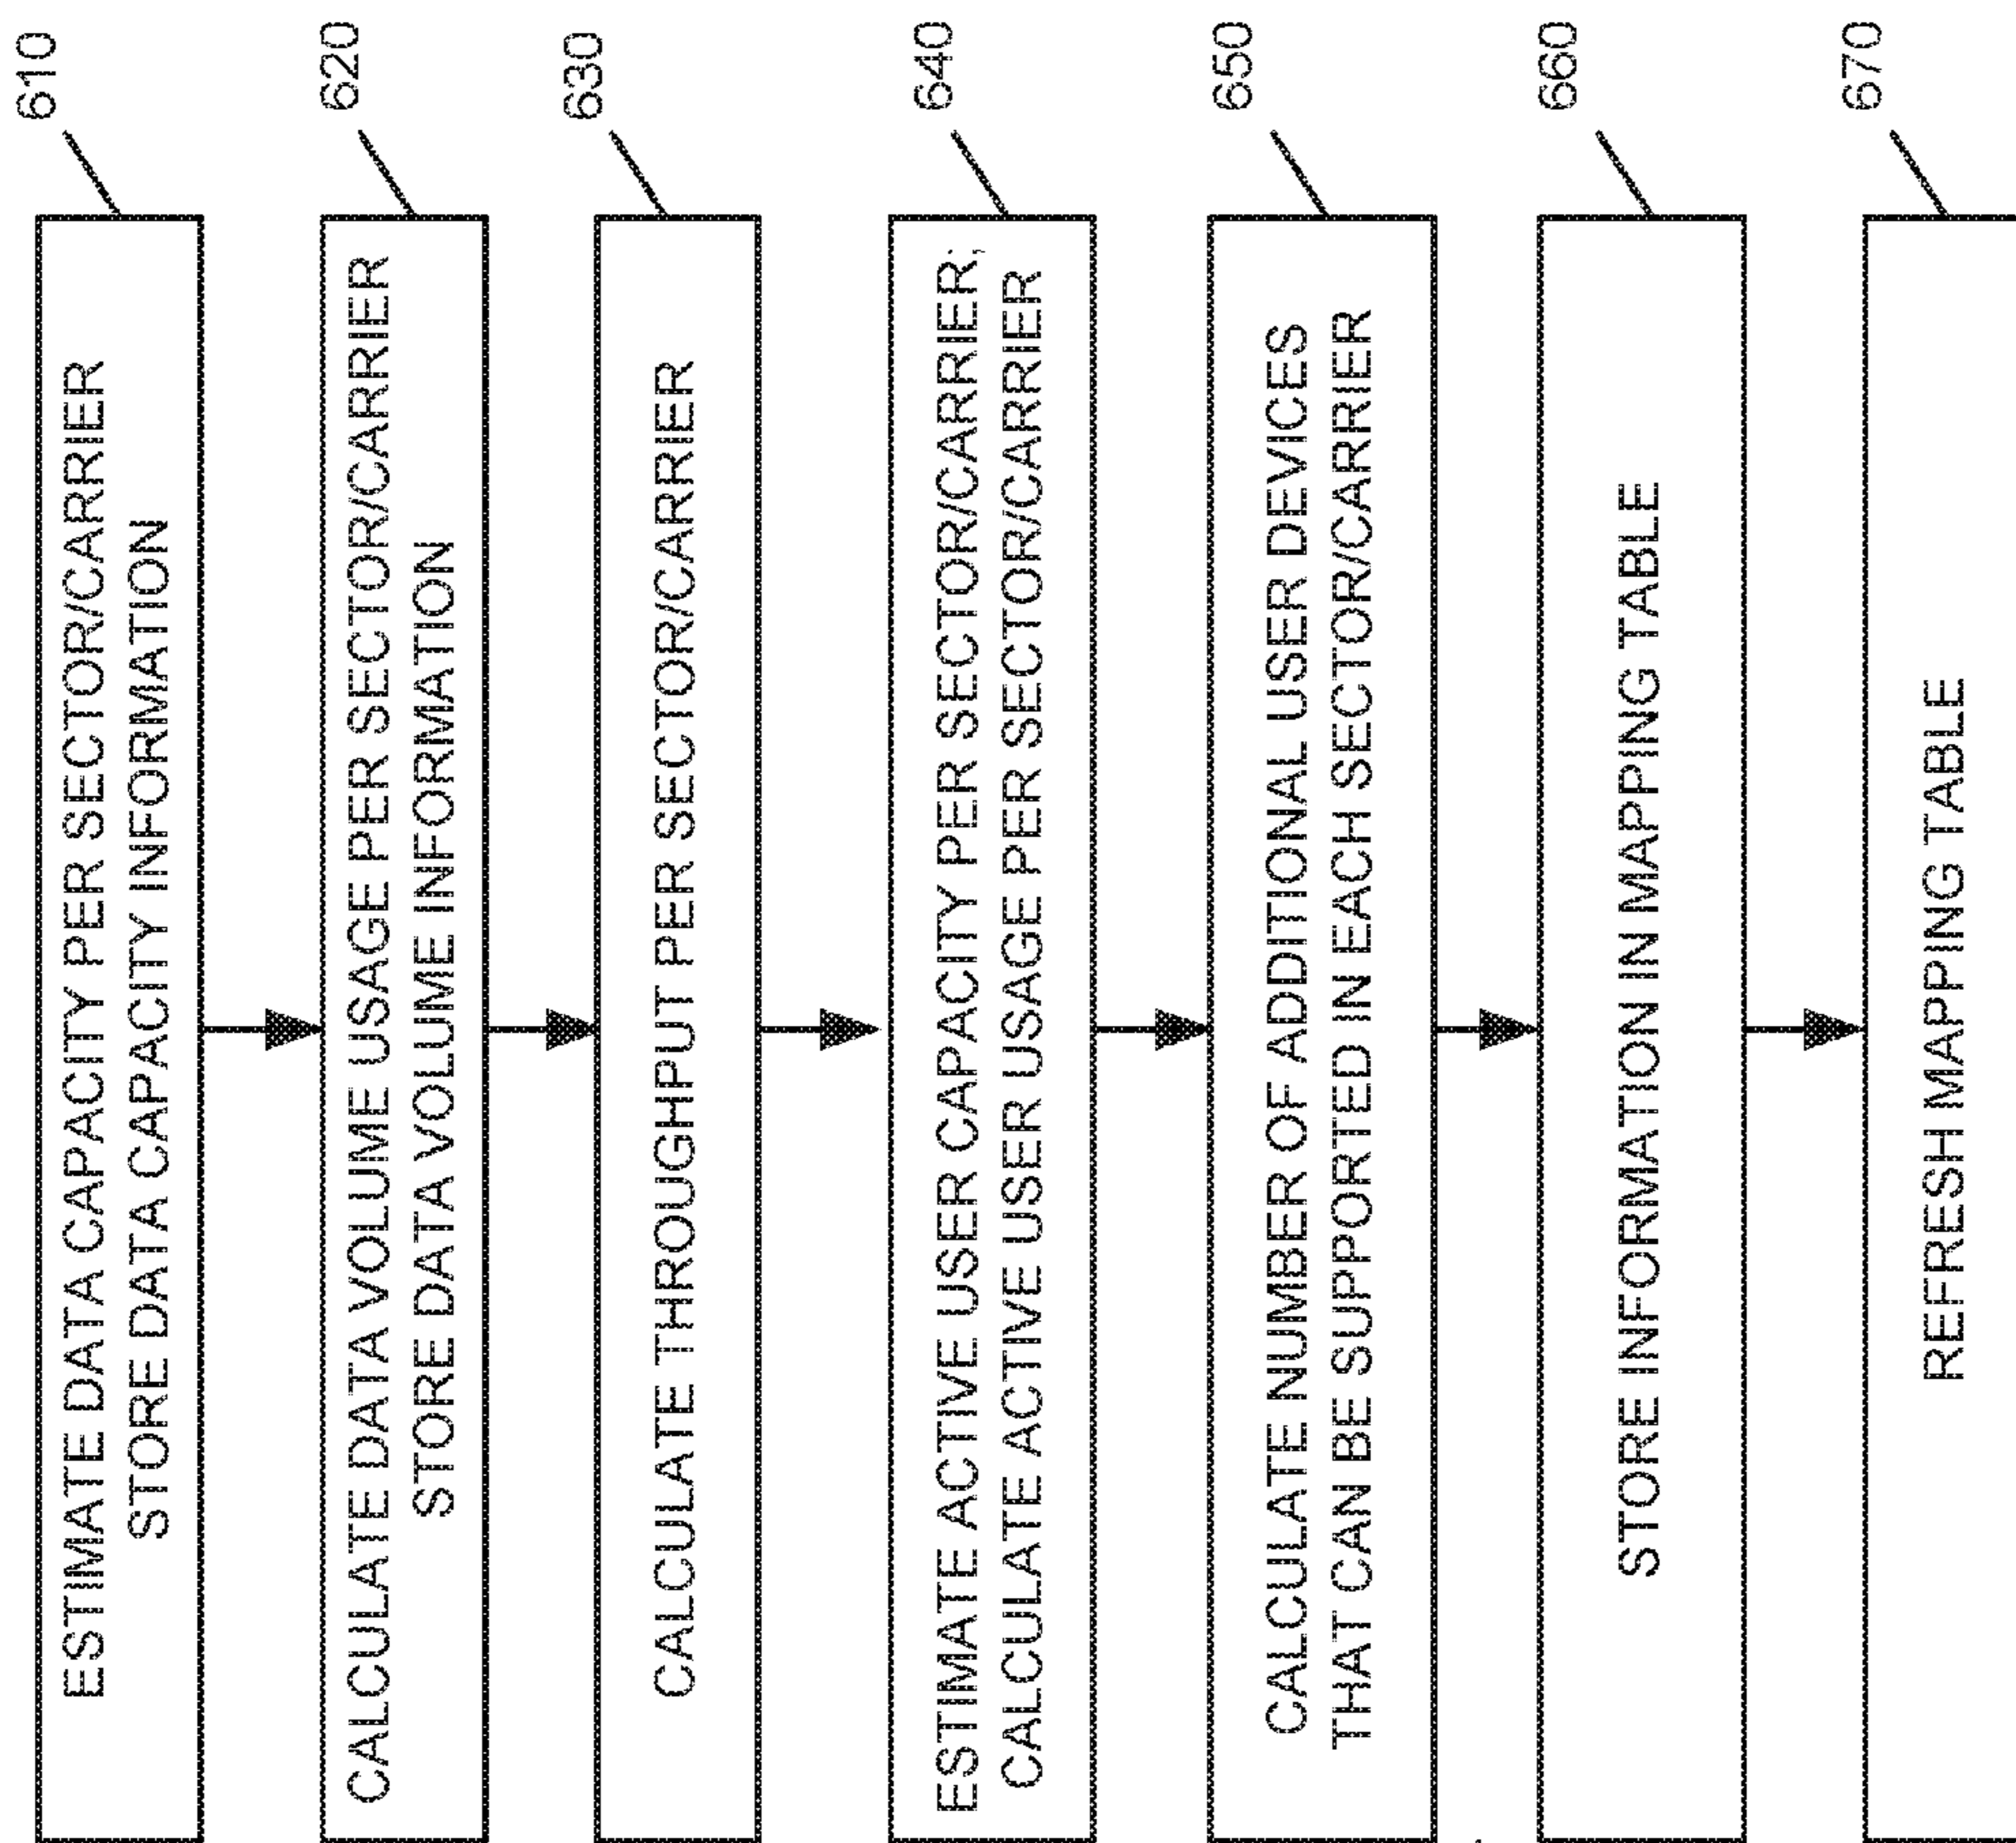 610
ESTIMATE DATA CAPACITY PER SECTOR/CARRIER
STORE DATA CAPACITY INFORMATION
620
CALCULATE DATA VOLUME USAGE PER SECTOR/CARRIER
STORE DATA VOLUME INFORMATION
630
CALCULATE THROUGHPUT PER SECTOR/CARRIER
640
ESTIMATE ACTIVE USER CAPACITY PER SECTOR/CARRIER;
CALCULATE ACTIVE USER USAGE PER SECTOR/CARRIER
650
CALCULATE NUMBER OF ADDITIONAL USER DEVICES
THAT CAN BE SUPPORTED IN EACH SECTOR/CARRIER
660
STORE INFORMATION IN MAPPING TABLE
670
REFRESH MAPPING TABLE